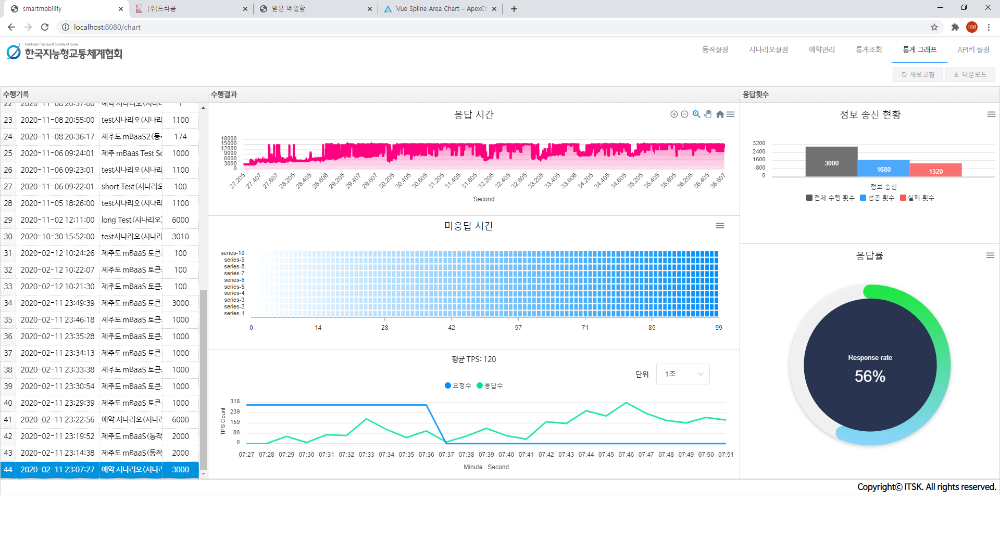 smartmobility
(주)트라콤
받은 메일함
Vue Spline Area Chart – ApexC
localhost:8080/chart
대원
Intelligent Transport Society of Korea
한국지능형교통체계협회
동작설정 시나리오설정 예약관리 통계조회 통계 그래프 API키 설정
새로고침 다운로드
수행기록
22 2020-11-08 20:57:00 예약 시나리오(시나리 1
23 2020-11-08 20:55:00 test시나리오(시나리 1100
24 2020-11-08 20:36:17 제주도 mBaaS2(동 174
25 2020-11-06 09:24:01 제주 mBaas Test Sc 1000
26 2020-11-06 09:23:01 test시나리오(시나리 1100
27 2020-11-06 09:22:01 short Test(시나리오 100
28 2020-11-05 18:26:00 test시나리오(시나리 1100
29 2020-11-02 12:11:00 long Test(시나리오) 6000
30 2020-10-30 15:52:00 test시나리오(시나리 3010
31 2020-02-12 10:24:26 제주도 mBaaS 토큰 100
32 2020-02-12 10:22:07 제주도 mBaaS 토큰 100
33 2020-02-12 10:21:30 제주도 mBaaS 토큰 100
34 2020-02-11 23:49:39 제주도 mBaaS 토큰 3000
35 2020-02-11 23:46:18 제주도 mBaaS 토큰 1000
36 2020-02-11 23:35:28 제주도 mBaaS 토큰 1000
37 2020-02-11 23:34:13 제주도 mBaaS 토큰 1000
38 2020-02-11 23:33:38 제주도 mBaaS 토큰 1000
39 2020-02-11 23:30:54 제주도 mBaaS 토큰 1000
40 2020-02-11 23:29:39 제주도 mBaaS 토큰 1000
41 2020-02-11 23:22:56 예약 시나리오(시나리 6000
42 2020-02-11 23:19:52 제주도 mBaaS(동작 2000
43 2020-02-11 23:14:38 제주도 mBaaS(동작 2000
44 2020-02-11 23:07:27 예약 시나리오(시나리 3000
수행결과
응답 시간
18000
15000
12000
9000
6000
3000
0
27.205 27.407 27.607 28.205 28.405 28.606 29.205 29.407 29.607 30.205 30.405 30.605 31.205 31.405 31.605 32.205 32.405 32.605 33.205 33.405 33.606 34.205 34.405 34.605 35.205 35.405 35.605 36.205 36.405 36.607
Second
미응답 시간
series-10
series-9
series-8
series-7
series-6
series-5
series-4
series-3
series-2
series-1
0 14 28 42 57 71 85 99
평균 TPS: 120
단위 1초
요청수 응답수
TPS Count
318
239
159
80
0
07:27 07:28 07:29 07:30 07:31 07:32 07:33 07:34 07:35 07:36 07:37 07:38 07:39 07:40 07:41 07:42 07:43 07:44 07:45 07:46 07:47 07:48 07:49 07:50 07:51
Minute : Second
응답횟수
정보 송신 현황
3200
2400
1600
800
0
3000 1680 1320
정보 송신
전체 수행 횟수 성공 횟수 실패 횟수
응답률
Response rate
56%
Copyrightⓒ ITSK. All rights reserved.